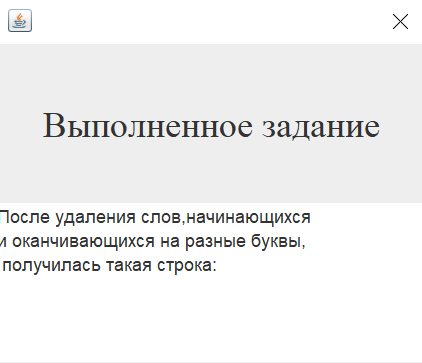 Выполненное задание
После удаления слов,начинающихся
и оканчивающихся на разные буквы,
получилась такая строка: